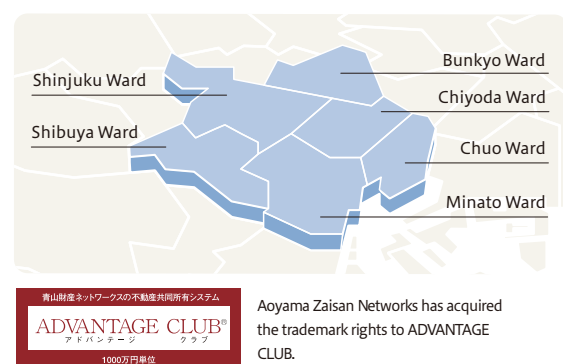 Bunkyo Ward
Shinjuku Ward
Chiyoda Ward
Shibuya Ward
Chuo Ward
Minato Ward
青山財産ネットワークスの不動産共同所有システム
ADVANTAGE CLUB®
アドバンテージ クラブ
1000万円単位
Aoyama Zaisan Networks has acquired
the trademark rights to ADVANTAGE
CLUB.